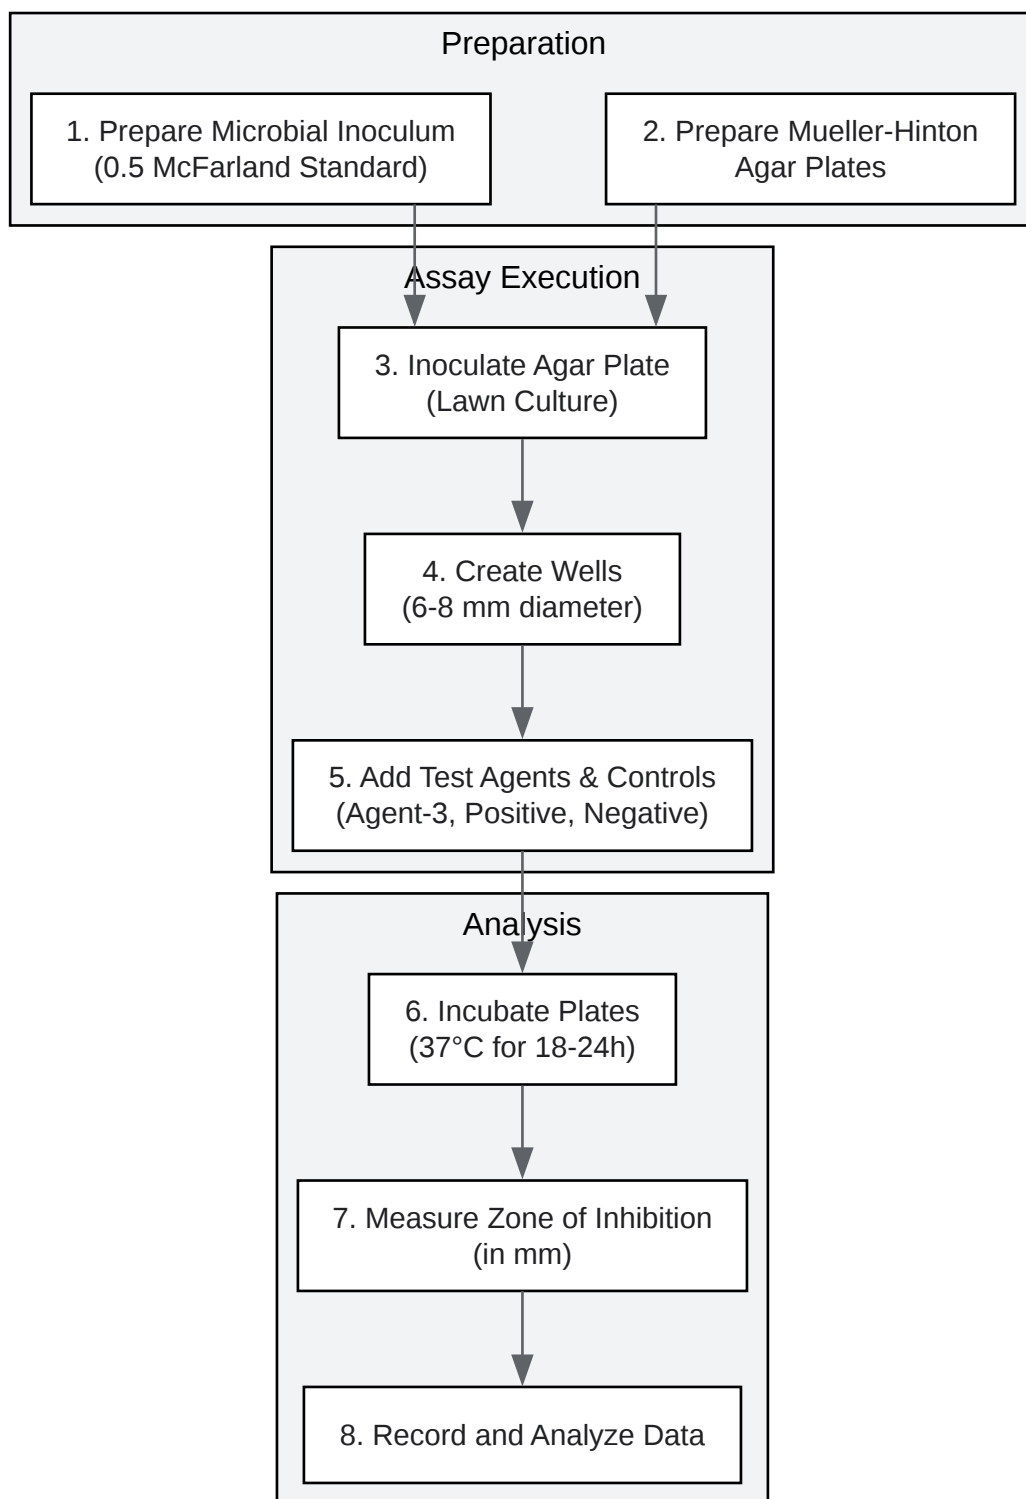 Preparation
1. Prepare Microbial Inoculum
(0.5 McFarland Standard)
2. Prepare Mueller-Hinton
Agar Plates
Assay Execution
3. Inoculate Agar Plate
(Lawn Culture)
4. Create Wells
(6-8 mm diameter)
5. Add Test Agents & Controls
(Agent-3, Positive, Negative)
Analysis
6. Incubate Plates
(37°C for 18-24h)
7. Measure Zone of Inhibition
(in mm)
8. Record and Analyze Data